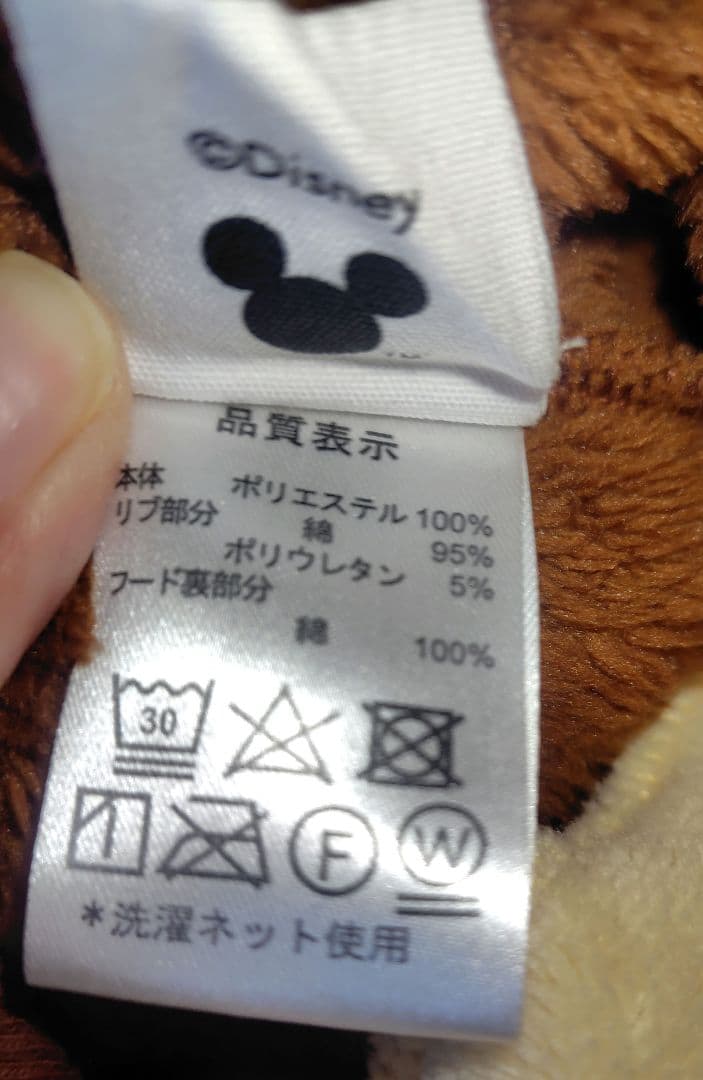 ©Disney
TM
品質表示
本体 ポリエステル 100%
リブ部分 綿 95%
ポリウレタン 5%
フード裏部分
綿 100%
30
F W
*洗濯ネット使用